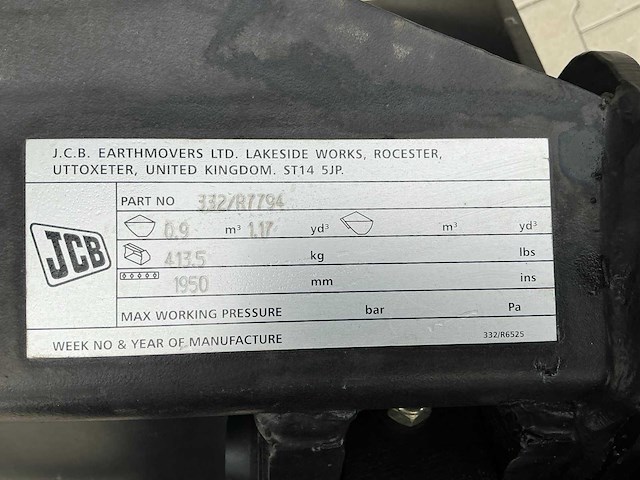 J.C.B. EARTHMOVERS LTD. LAKESIDE WORKS, ROCESTER,
UTTOXETER, UNITED KINGDOM. ST14 5JP.
PART NO 332/R7794
0.9 m³ 1.17 yd³ m³ yd³
JCB
413.5 kg lbs
1950 mm ins
MAX WORKING PRESSURE bar Pa
WEEK NO & YEAR OF MANUFACTURE 332/R6525